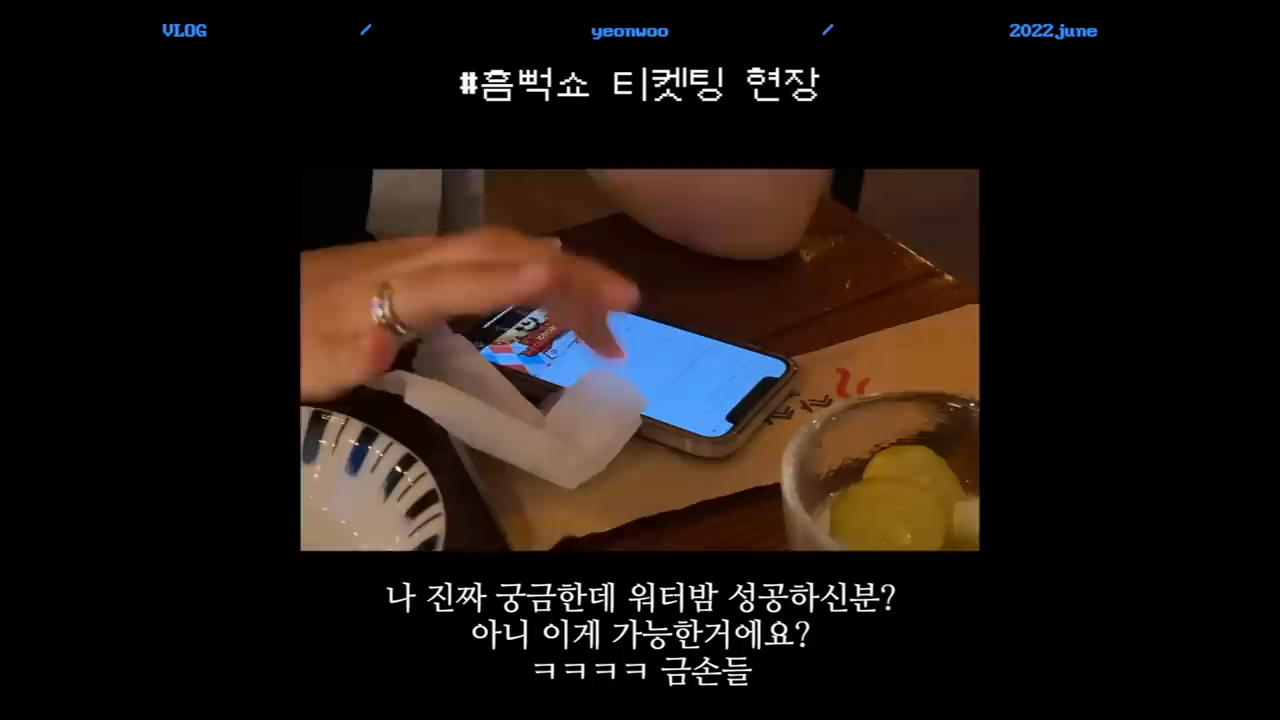 VLOG / yeonwoo / 2022 june
#흠뻑쇼 티켓팅 현장
나 진짜 궁금한데 워터밤 성공하신분?
아니 이게 가능한거에요?
ㅋㅋㅋㅋ 금손들